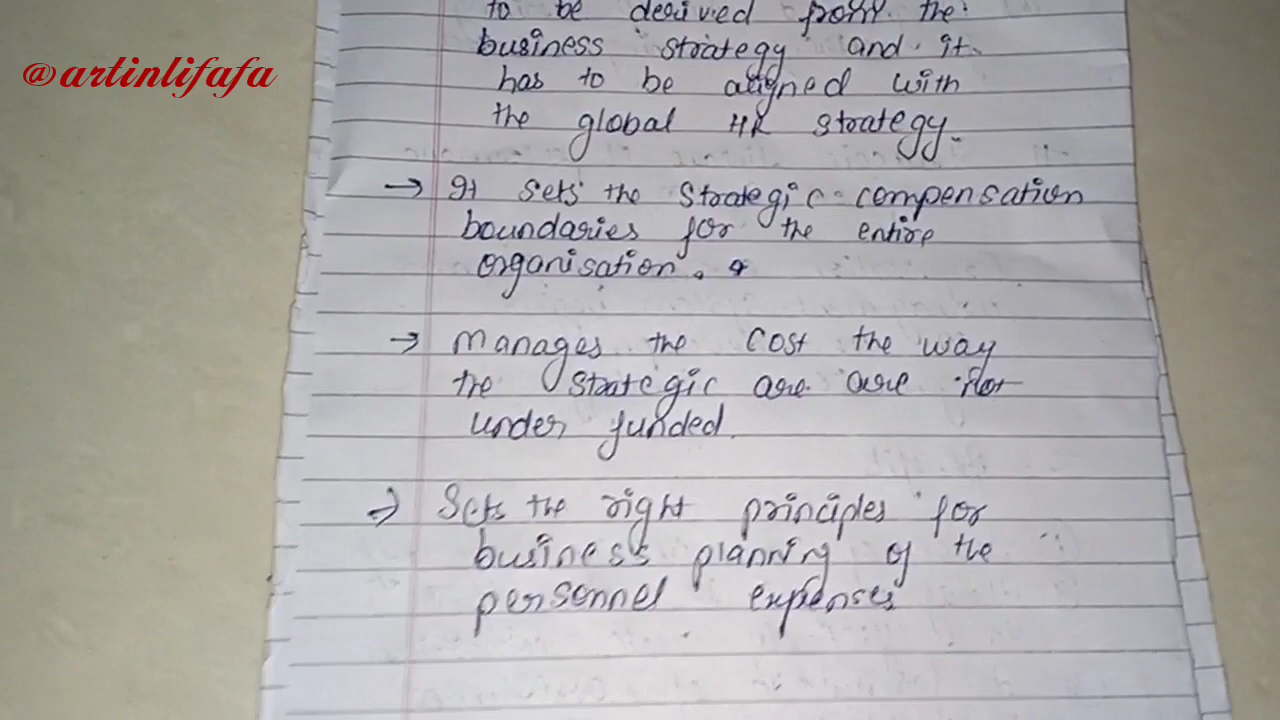 to be derived from the
@artinlifafa
business strategy and it
has to be aligned with
the global HR strategy.
→ It sets the strategic compensation
boundaries for the entire
organisation.
→ Manages the cost the way
the strategic are are not
under funded.
→ Sets the right principles for
business planning of the
personnel expenses